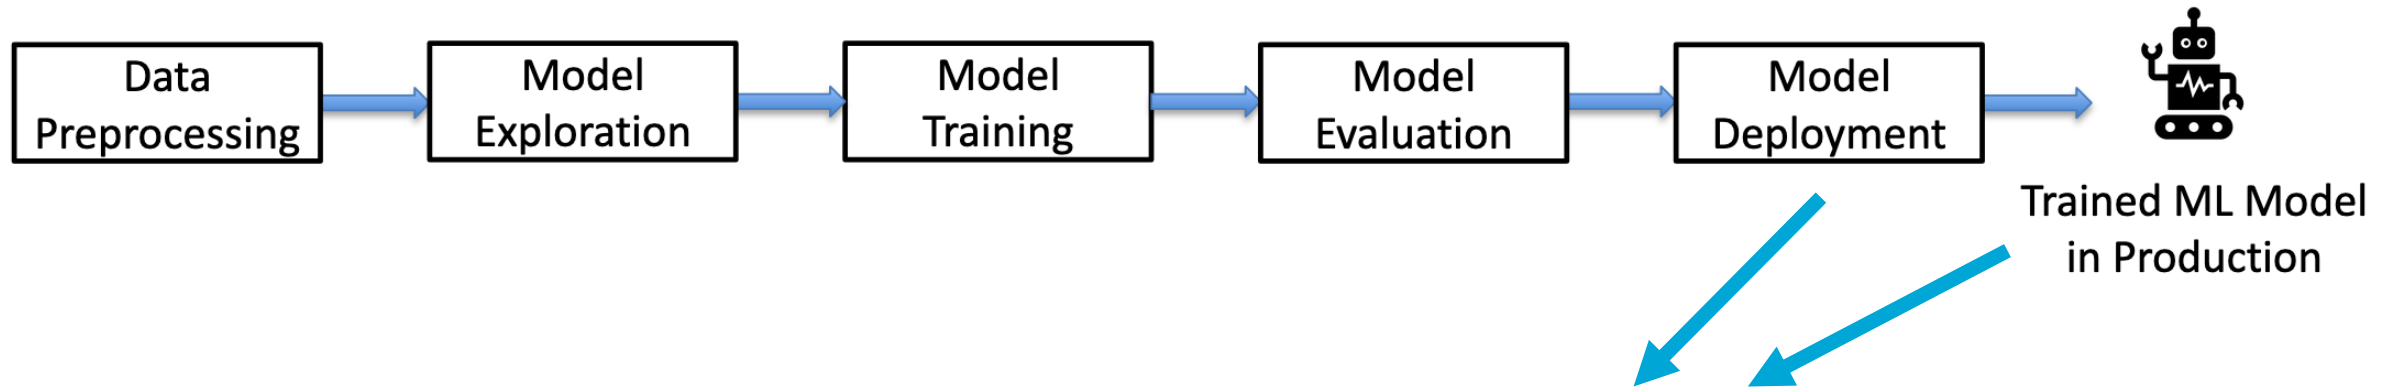 Data
Preprocessing
Model
Exploration
Model
Training
Model
Evaluation
Model
Deployment
Trained ML Model
in Production